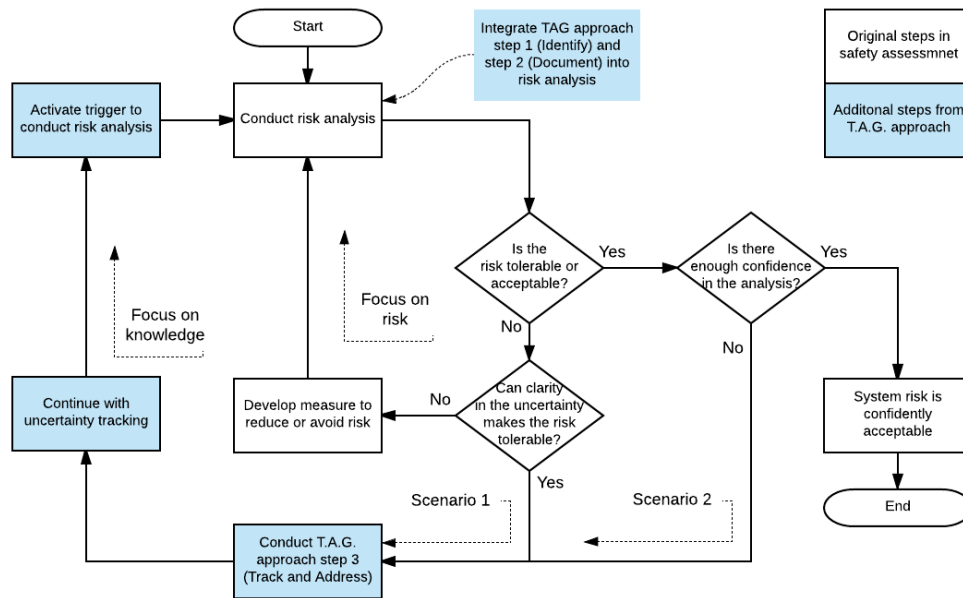 Start
Integrate TAG approach
step 1 (Identify) and
step 2 (Document) into
risk analysis
Original steps in
safety assessmnet
Additonal steps from
T.A.G. approach
Activate trigger to
conduct risk analysis
Conduct risk analysis
Is the
risk tolerable or
acceptable?
Yes
Is there
enough confidence
in the analysis?
Yes
Focus on
knowledge
Focus on
risk
No
No
Continue with
uncertainty tracking
Develop measure to
reduce or avoid risk
No
Can clarity
in the uncertainty
makes the risk
tolerable?
System risk is
confidently
acceptable
Yes
Scenario 1
Scenario 2
End
Conduct T.A.G.
approach step 3
(Track and Address)